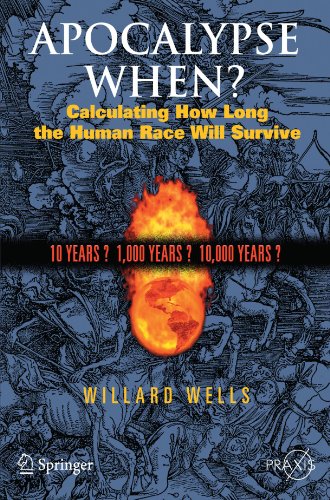 APOCALYPSE
WHEN?
Calculating How Long
the Human Race Will Survive
10 YEARS ? 1,000 YEARS ? 10,000 YEARS ?
WILLARD WELLS
Springer
PRAXIS